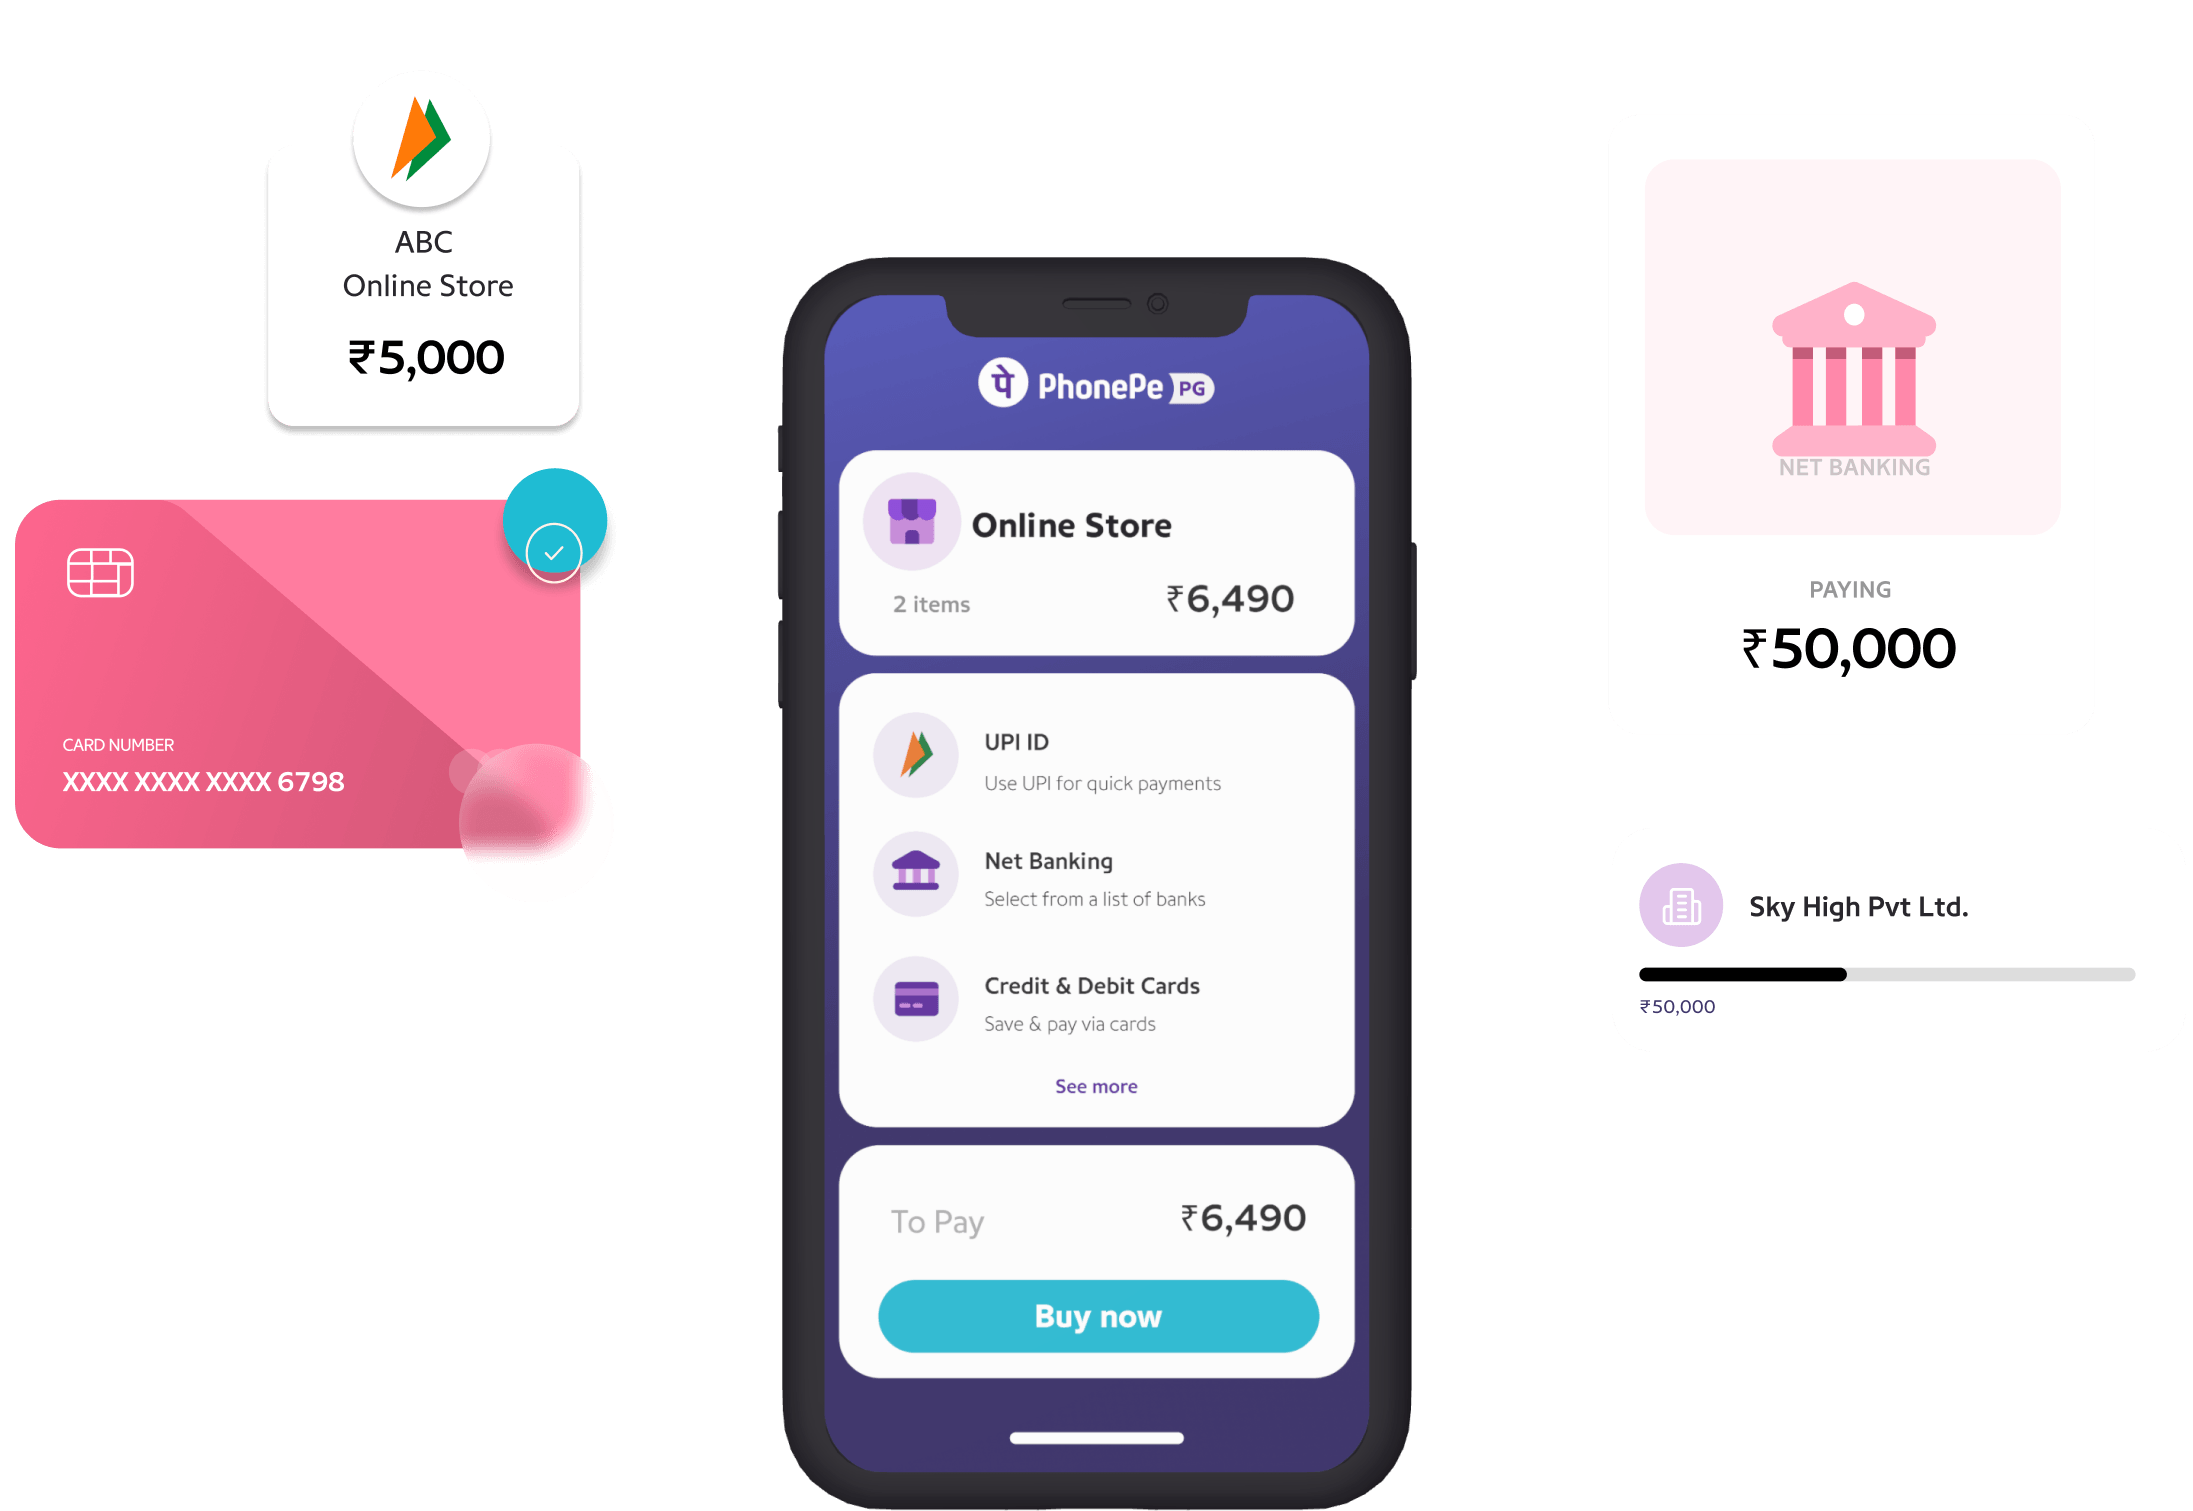 ABC
Online Store
₹5,000
CARD NUMBER
XXXX XXXX XXXX 6798
पे PhonePe PG
Online Store
2 items ₹6,490
UPI ID
Use UPI for quick payments
Net Banking
Select from a list of banks
Credit & Debit Cards
Save & pay via cards
See more
To Pay ₹6,490
Buy now
NET BANKING
PAYING
₹50,000
Sky High Pvt Ltd.
₹50,000